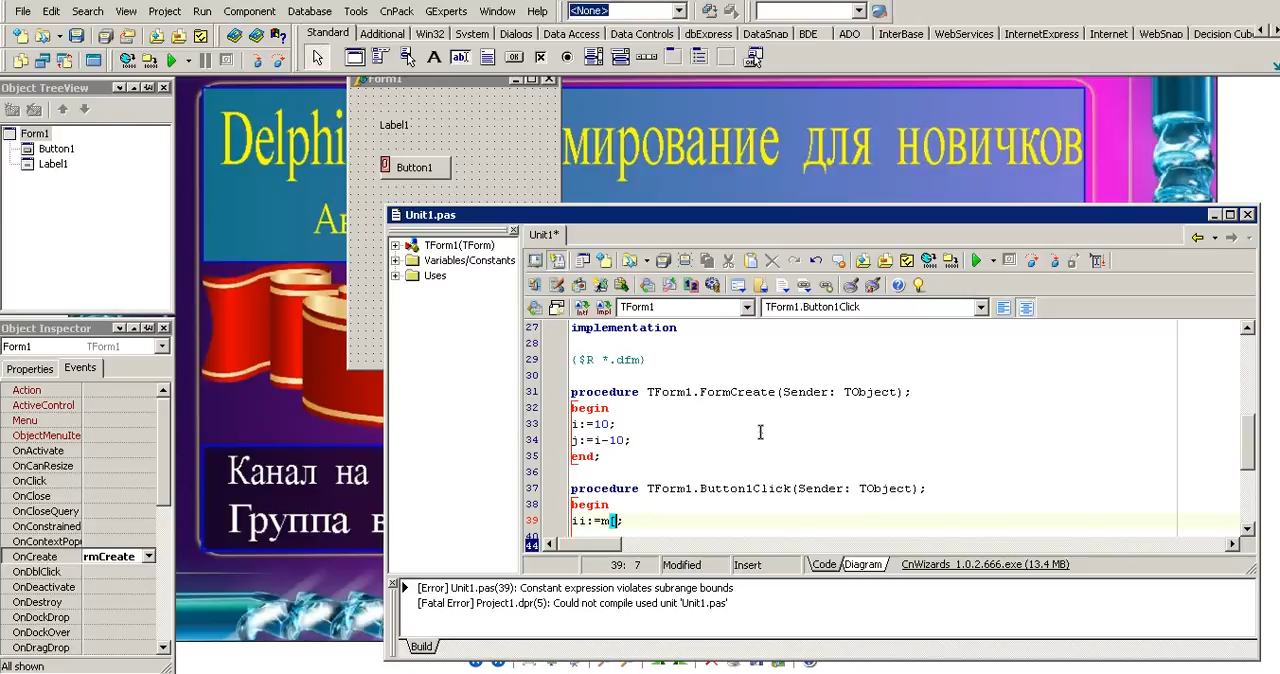 File Edit Search View Project Run Component Database Tools CnPack GExperts Window Help <None>
Standard Additional Win32 System Dialogs Data Access Data Controls dbExpress DataSnap BDE ADO InterBase WebServices InternetExpress Internet WebSnap Decision Cube
Object TreeView
Form1
Button1
Label1
Form1
Label1
Button1
Delphi мирование для новичков
Ав
Канал на
Группа в
Object Inspector
Form1 TForm1
Properties Events
Action
ActiveControl
Menu
ObjectMenuIte
OnActivate
OnCanResize
OnClick
OnClose
OnCloseQuery
OnConstrained
OnContextPop
OnCreate rmCreate
OnDblClick
OnDeactivate
OnDestroy
OnDockDrop
OnDockOver
OnDragDrop
All shown
Unit1.pas
TForm1(TForm)
Variables/Constants
Uses
Unit1*
TForm1 TForm1.Button1Click
27 implementation
28
29 {$R *.dfm}
30
31 procedure TForm1.FormCreate(Sender: TObject);
32 begin
33 i:=10;
34 j:=i-10;
35 end;
36
37 procedure TForm1.Button1Click(Sender: TObject);
38 begin
39 ii:=m[;
44
39: 7 Modified Insert Code Diagram CnWizards 1.0.2.666.exe (13.4 MB)
[Error] Unit1.pas(39): Constant expression violates subrange bounds
[Fatal Error] Project1.dpr(5): Could not compile used unit 'Unit1.pas'
Build